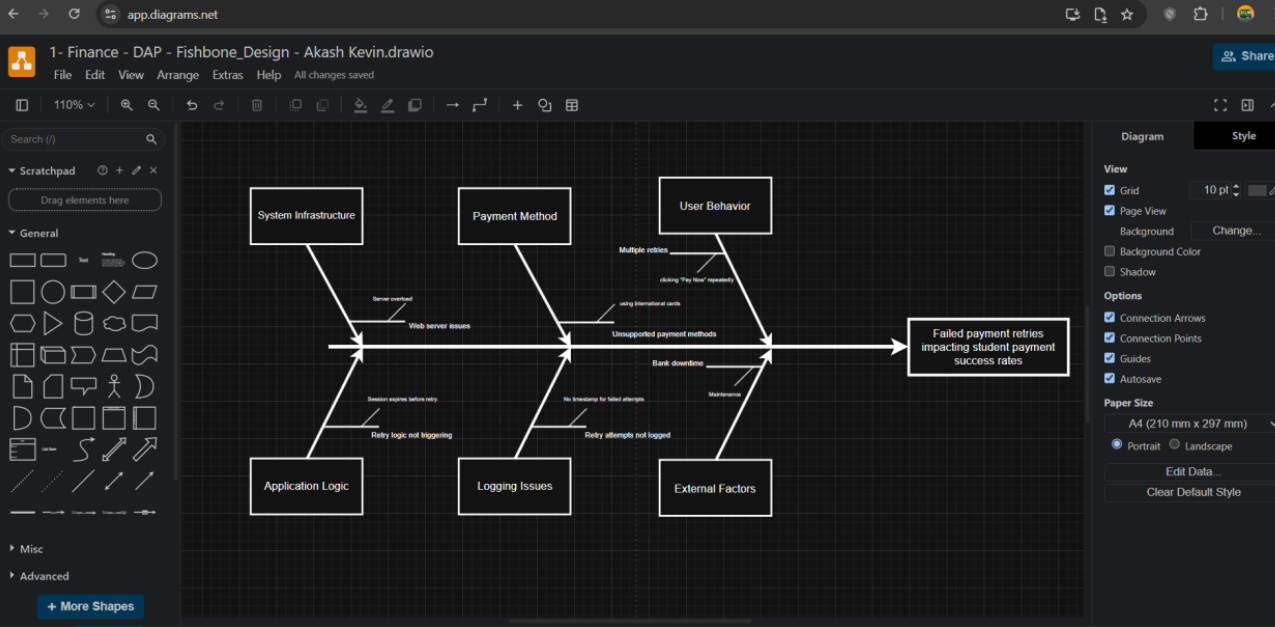 app.diagrams.net
1- Finance - DAP - Fishbone_Design - Akash Kevin.drawio
File Edit View Arrange Extras Help All changes saved
Share
110%
Search (/)
Scratchpad
Drag elements here
General
Text
Heading
List Item
Misc
Advanced
+ More Shapes
System Infrastructure
Payment Method
User Behavior
Multiple retries
clicking "Pay Now" repeatedly
Server overload
using International cards
Web server issues
Unsupported payment methods
Failed payment retries
impacting student payment
success rates
Bank downtime
Maintenance
Session expires before retry
No timestamp for failed attempts
Retry logic not triggering
Retry attempts not logged
Application Logic
Logging Issues
External Factors
Diagram
Style
View
Grid
10 pt
Page View
Background
Change...
Background Color
Shadow
Options
Connection Arrows
Connection Points
Guides
Autosave
Paper Size
A4 (210 mm x 297 mm)
Portrait Landscape
Edit Data...
Clear Default Style